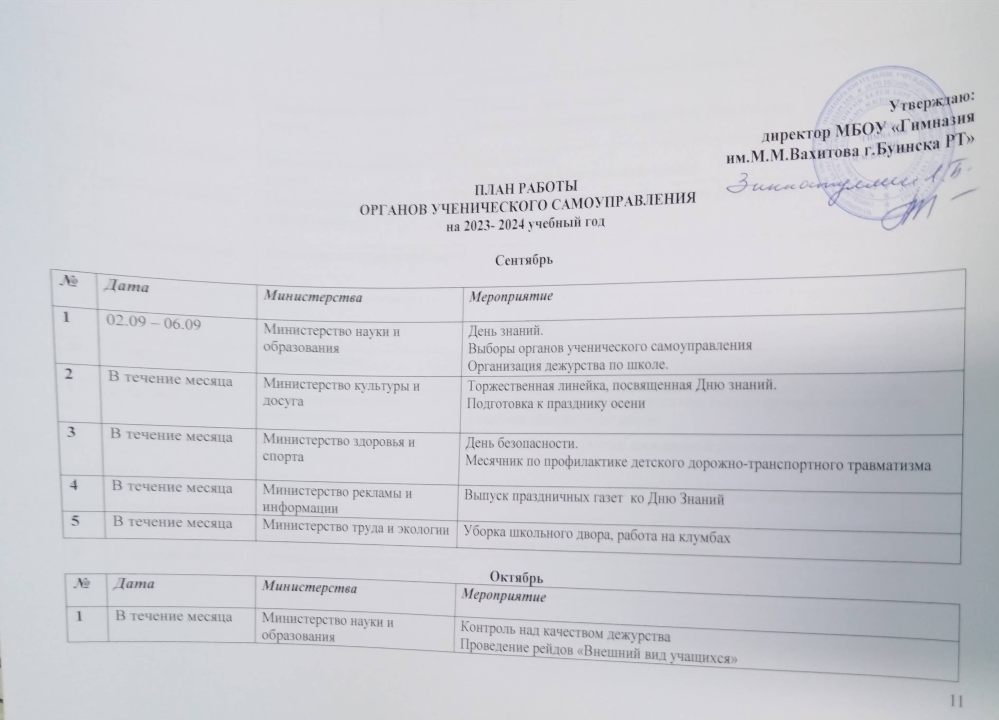 Утверждаю:
директор МБОУ «Гимназия
им.М.М.Вахитова г.Буинска РТ»
Зиннатуллин
ПЛАН РАБОТЫ
ОРГАНОВ УЧЕНИЧЕСКОГО САМОУПРАВЛЕНИЯ
на 2023- 2024 учебный год
Сентябрь
№ Дата Министерства Мероприятие
1 02.09 – 06.09 Министерство науки и День знаний.
образования Выборы органов ученического самоуправления
Организация дежурства по школе.
2 В течение месяца Министерство культуры и Торжественная линейка, посвященная Дню знаний.
досуга Подготовка к празднику осени
3 В течение месяца Министерство здоровья и День безопасности.
спорта Месячник по профилактике детского дорожно-транспортного травматизма
4 В течение месяца Министерство рекламы и Выпуск праздничных газет ко Дню Знаний
информации
5 В течение месяца Министерство труда и экологии Уборка школьного двора, работа на клумбах
Октябрь
№ Дата Министерства Мероприятие
1 В течение месяца Министерство науки и Контроль над качеством дежурства
образования Проведение рейдов «Внешний вид учащихся»
11